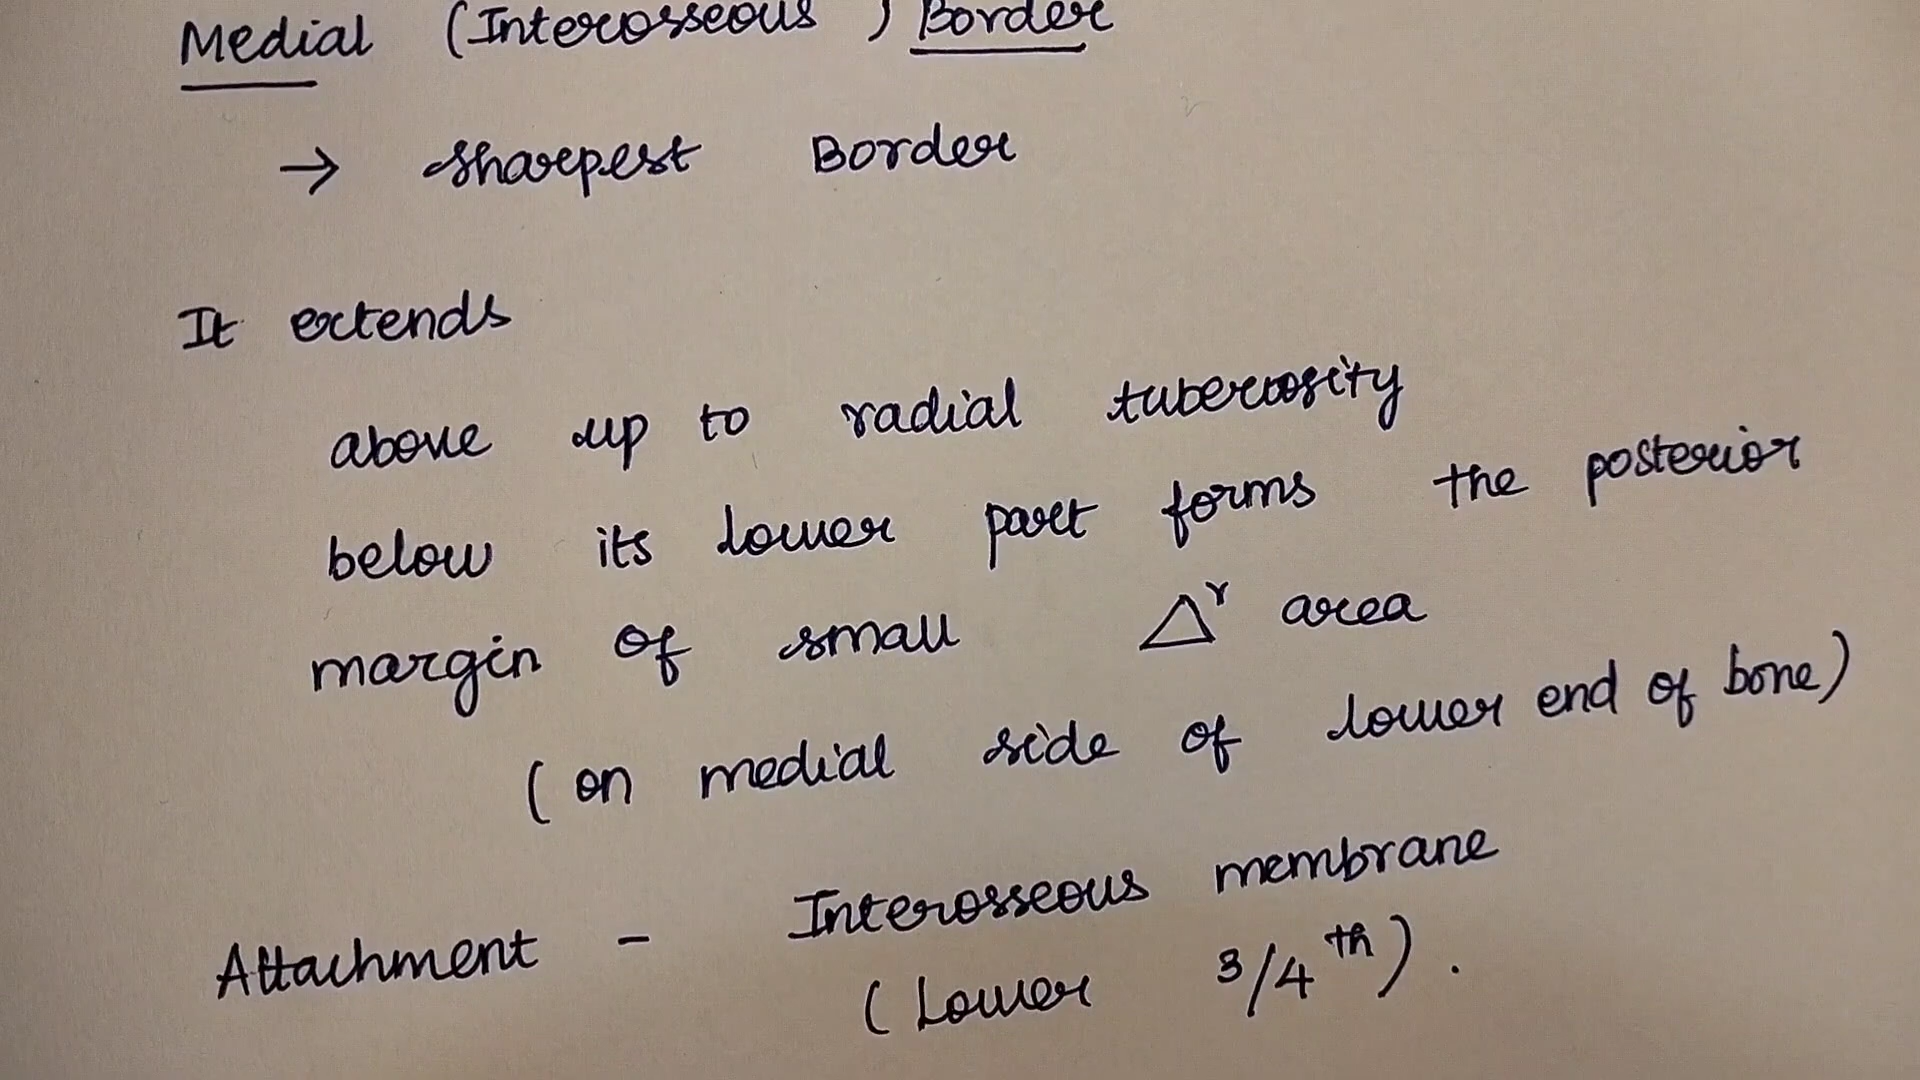 Medial (Interosseous) Border
→ sharpest Border
It extends
above up to radial tuberosity
below its lower part forms the posterior
margin of small Δʳ area
(on medial side of lower end of bone)
Attachment - Interosseous membrane
(Lower 3/4ᵗʰ).